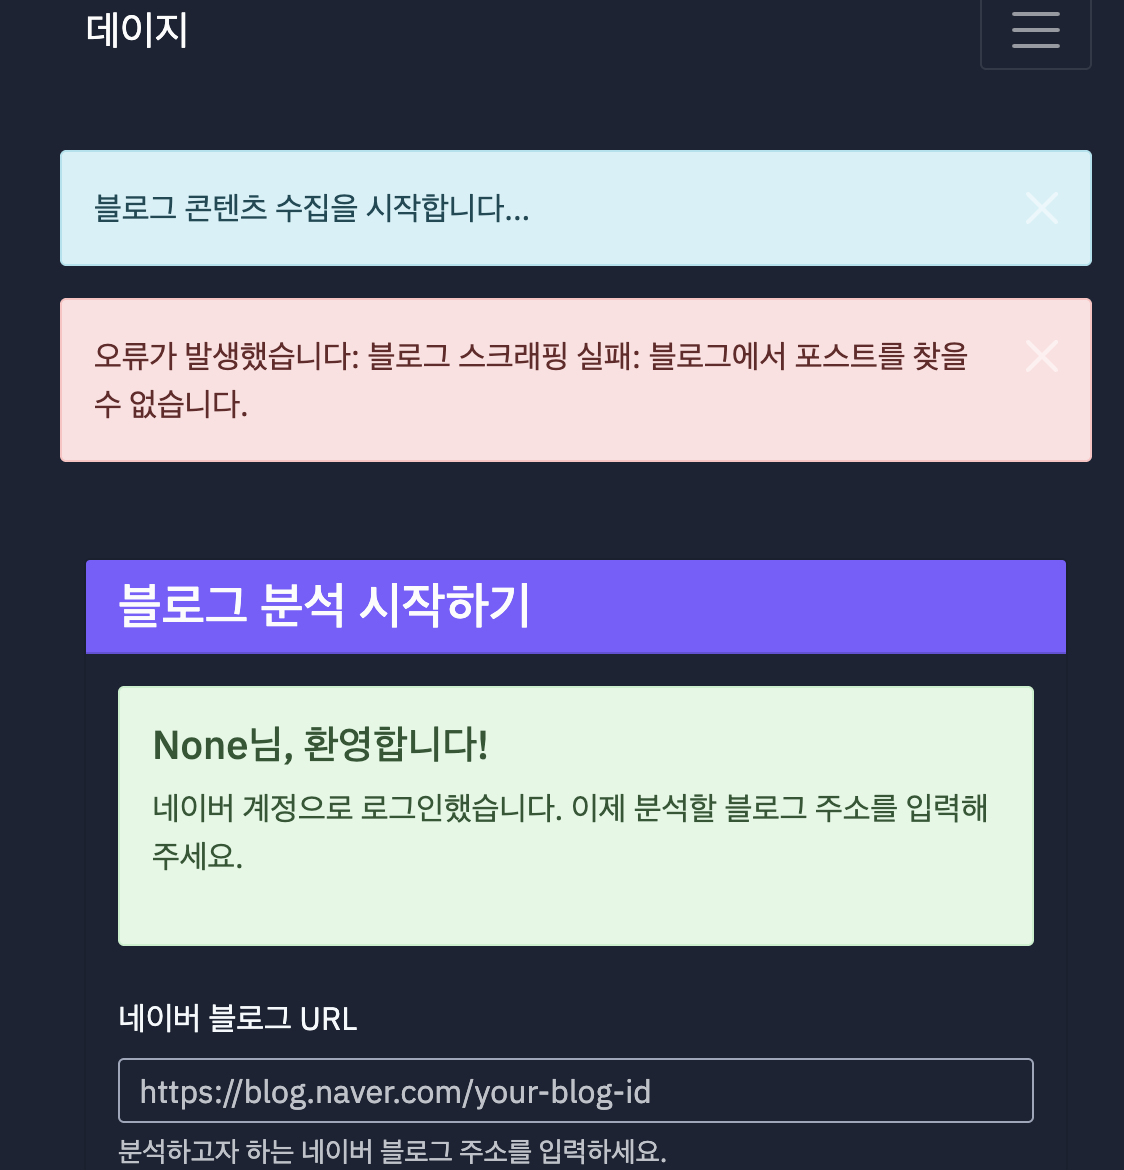 데이지
블로그 콘텐츠 수집을 시작합니다...
오류가 발생했습니다: 블로그 스크래핑 실패: 블로그에서 포스트를 찾을
수 없습니다.
블로그 분석 시작하기
None님, 환영합니다!
네이버 계정으로 로그인했습니다. 이제 분석할 블로그 주소를 입력해
주세요.
네이버 블로그 URL
https://blog.naver.com/your-blog-id
분석하고자 하는 네이버 블로그 주소를 입력하세요.